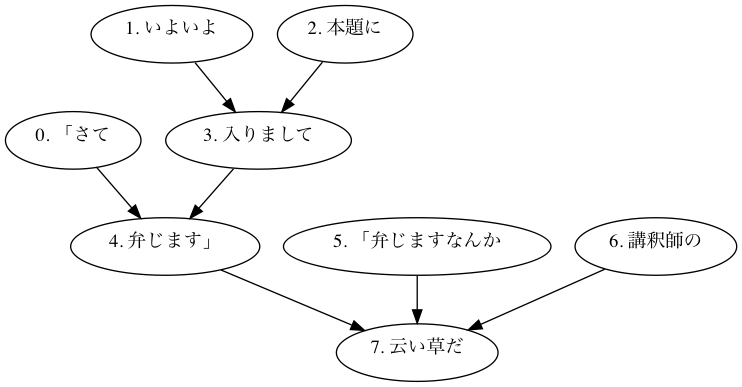 1. いよいよ
2. 本題に
0. 「さて
3. 入りまして
4. 弁じます」
5. 「弁じますなんか
6. 講釈師の
7. 云い草だ